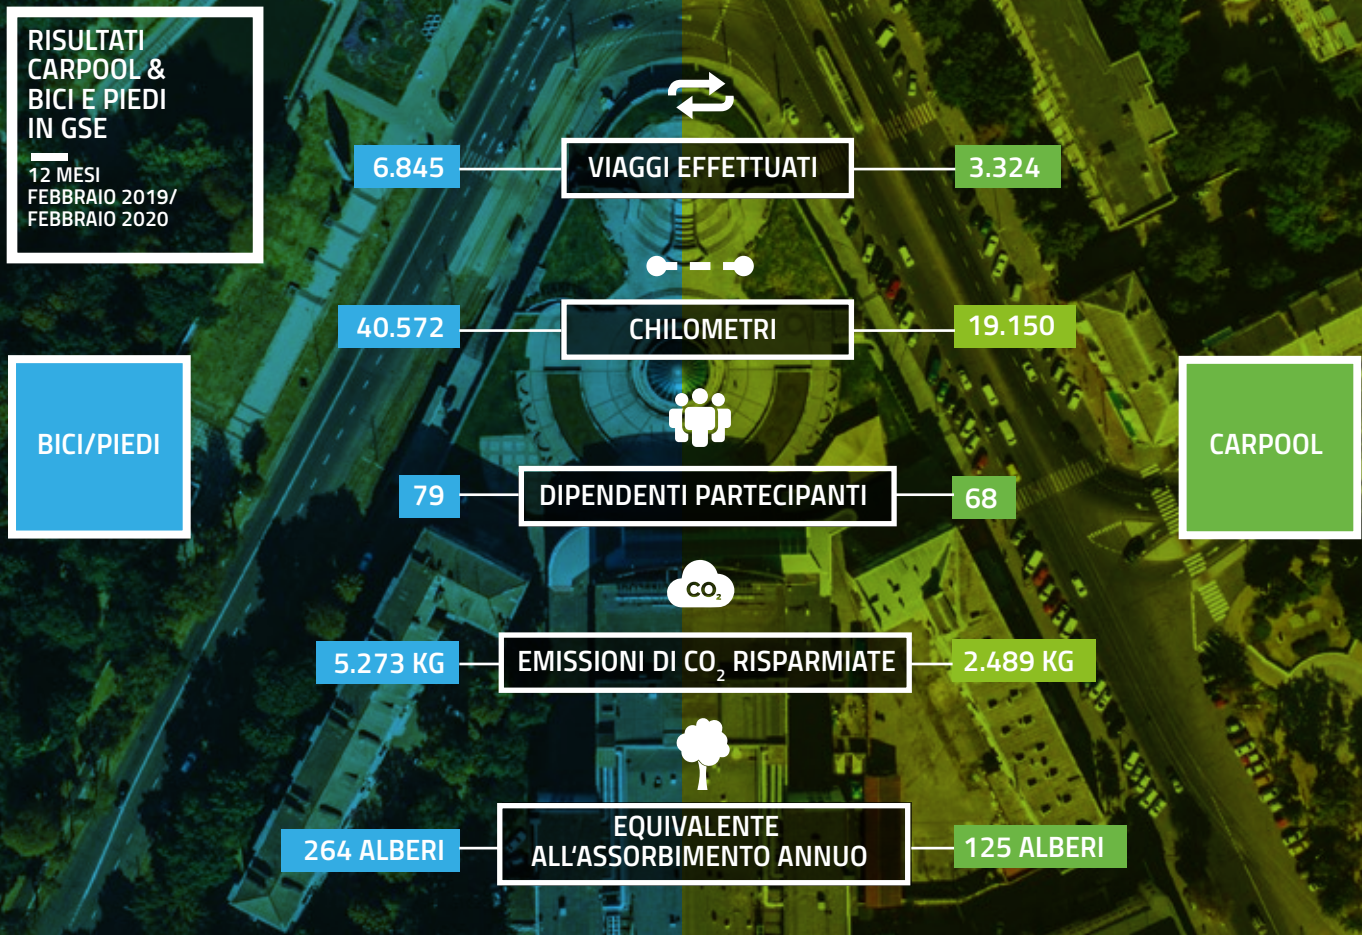 RISULTATI
CARPOOL &
BICI E PIEDI
IN GSE
12 MESI
FEBBRAIO 2019/
FEBBRAIO 2020
6.845
VIAGGI EFFETTUATI
3.324
40.572
CHILOMETRI
19.150
BICI/PIEDI
CARPOOL
79
DIPENDENTI PARTECIPANTI
68
CO₂
5.273 KG
EMISSIONI DI CO₂ RISPARMIATE
2.489 KG
264 ALBERI
EQUIVALENTE
ALL'ASSORBIMENTO ANNUO
125 ALBERI